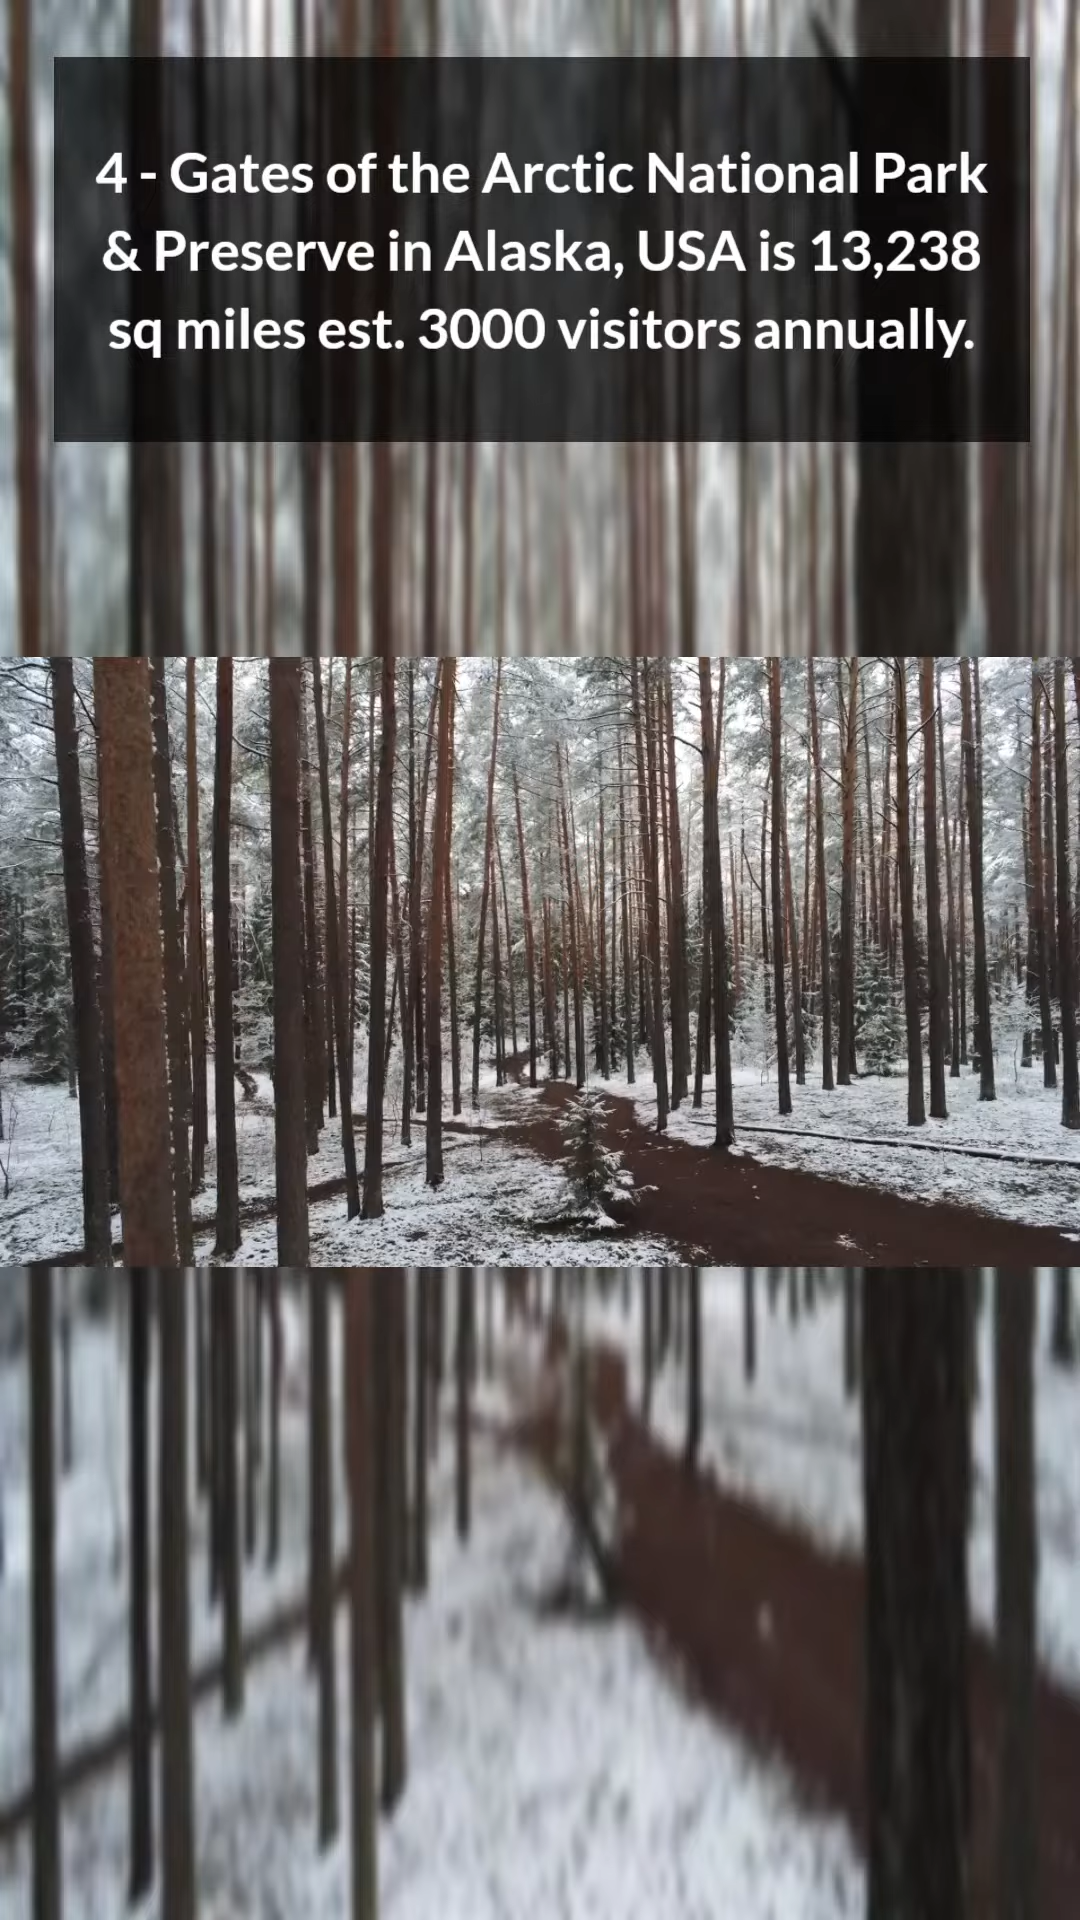 4 - Gates of the Arctic National Park
& Preserve in Alaska, USA is 13,238
sq miles est. 3000 visitors annually.